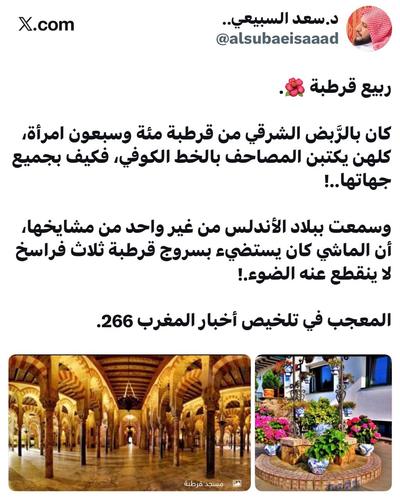 د.سعد السبيعي..
@alsubaeisaaad
X.com
ربيع قرطبة 🌺.
كان بالرَّبض الشرقي من قرطبة مئة وسبعون امرأة،
كلهن يكتبن المصاحف بالخط الكوفي، فكيف بجميع
جهاتها..!
وسمعت ببلاد الأندلس من غير واحد من مشايخها،
أن الماشي كان يستضيء بسروج قرطبة ثلاث فراسخ
لا ينقطع عنه الضوء.!
المعجب في تلخيص أخبار المغرب 266.
مسجد قرطبة